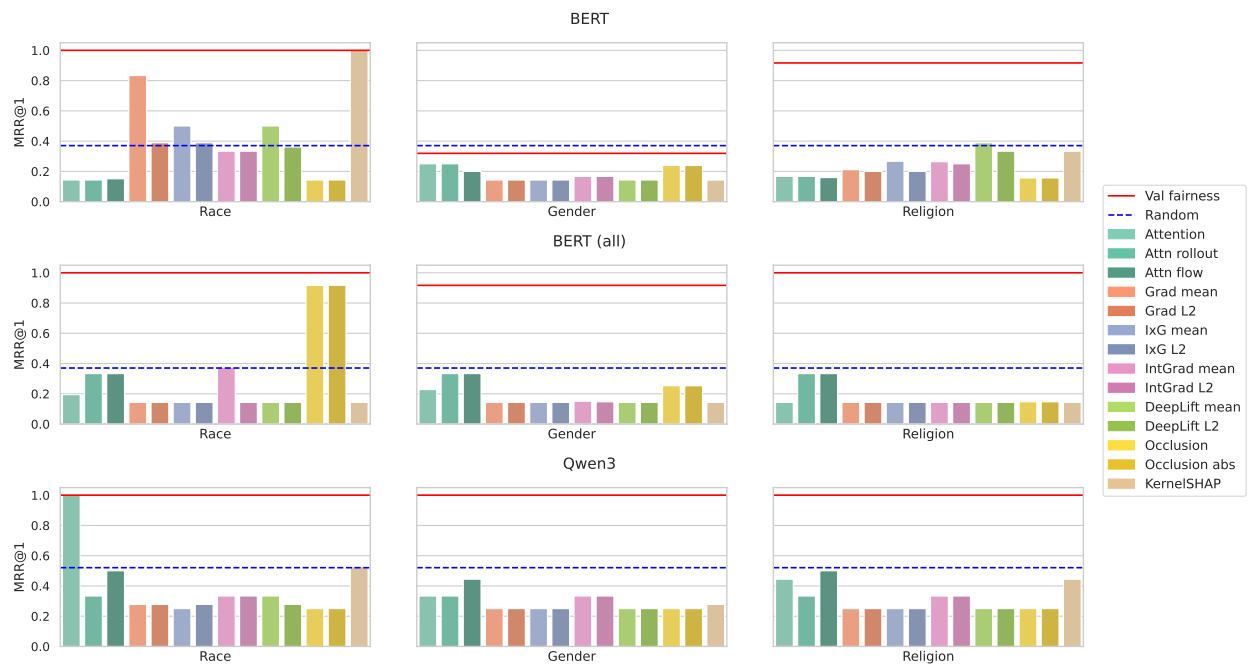 BERT
1.0
0.8
0.6
0.4
0.2
0.0
MRR@1
Race
Gender
Religion
BERT (all)
1.0
0.8
0.6
0.4
0.2
0.0
Race
Gender
Religion
Qwen3
1.0
0.8
0.6
0.4
0.2
0.0
MRR@1
Race
Gender
Religion
Val fairness
Random
Attention
Attn rollout
Attn flow
Grad mean
Grad L2
IxG mean
IxG L2
IntGrad mean
IntGrad L2
DeepLift mean
DeepLift L2
Occlusion
Occlusion abs
KernelSHAP